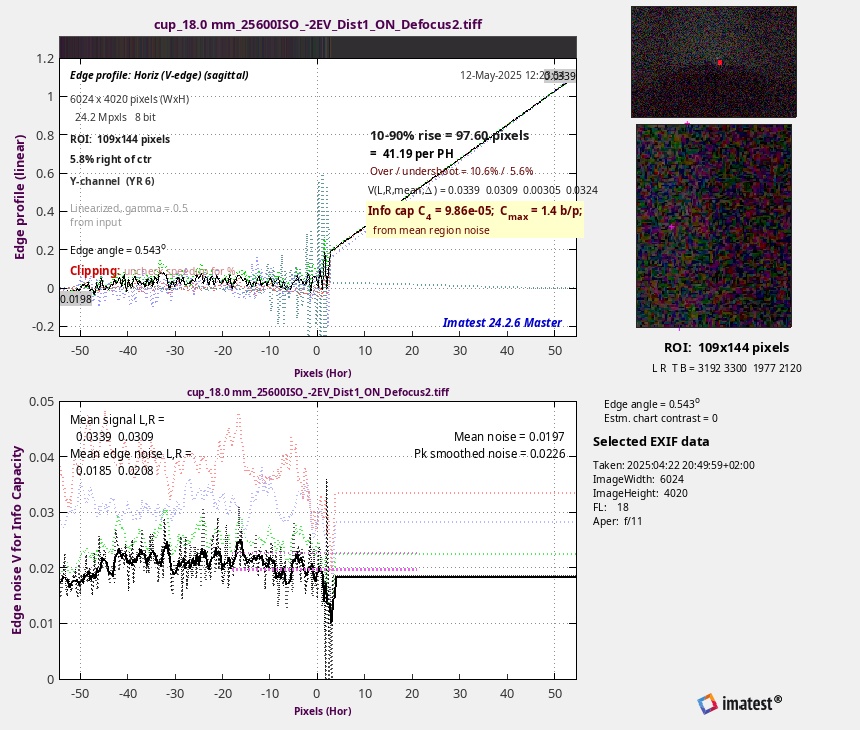 cup_18.0 mm_25600ISO_-2EV_Dist1_ON_Defocus2.tiff
Edge profile: Horiz (V-edge) (sagittal)
12-May-2025 12:2
0.0339
6024 x 4020 pixels (WxH)
24.2 Mpxls 8 bit
ROI: 109x144 pixels
5.8% right of ctr
Y-channel (YR 6)
Linearized, gamma = 0.5
from input
Edge angle = 0.543º
Clipping: uncheck speedup for %
0.0198
10-90% rise = 97.60 pixels
= 41.19 per PH
Over / undershoot = 10.6% / 5.6%
V(L,R,mean,Δ) = 0.0339 0.0309 0.00305 0.0324
Info cap C4 = 9.86e-05; Cmax = 1.4 b/p;
from mean region noise
Imatest 24.2.6 Master
Edge profile (linear)
1.2
1
0.8
0.6
0.4
0.2
0
-0.2
-50 -40 -30 -20 -10 0 10 20 30 40 50
Pixels (Hor)
cup_18.0 mm_25600ISO_-2EV_Dist1_ON_Defocus2.tiff
Mean signal L,R =
0.0339 0.0309
Mean edge noise L,R =
0.0185 0.0208
Mean noise = 0.0197
Pk smoothed noise = 0.0226
Edge noise V for Info Capacity
0.05
0.04
0.03
0.02
0.01
0
-50 -40 -30 -20 -10 0 10 20 30 40 50
Pixels (Hor)
ROI: 109x144 pixels
L R T B = 3192 3300 1977 2120
Edge angle = 0.543º
Estm. chart contrast = 0
Selected EXIF data
Taken: 2025:04:22 20:49:59+02:00
ImageWidth: 6024
ImageHeight: 4020
FL: 18
Aper: f/11
imatest®